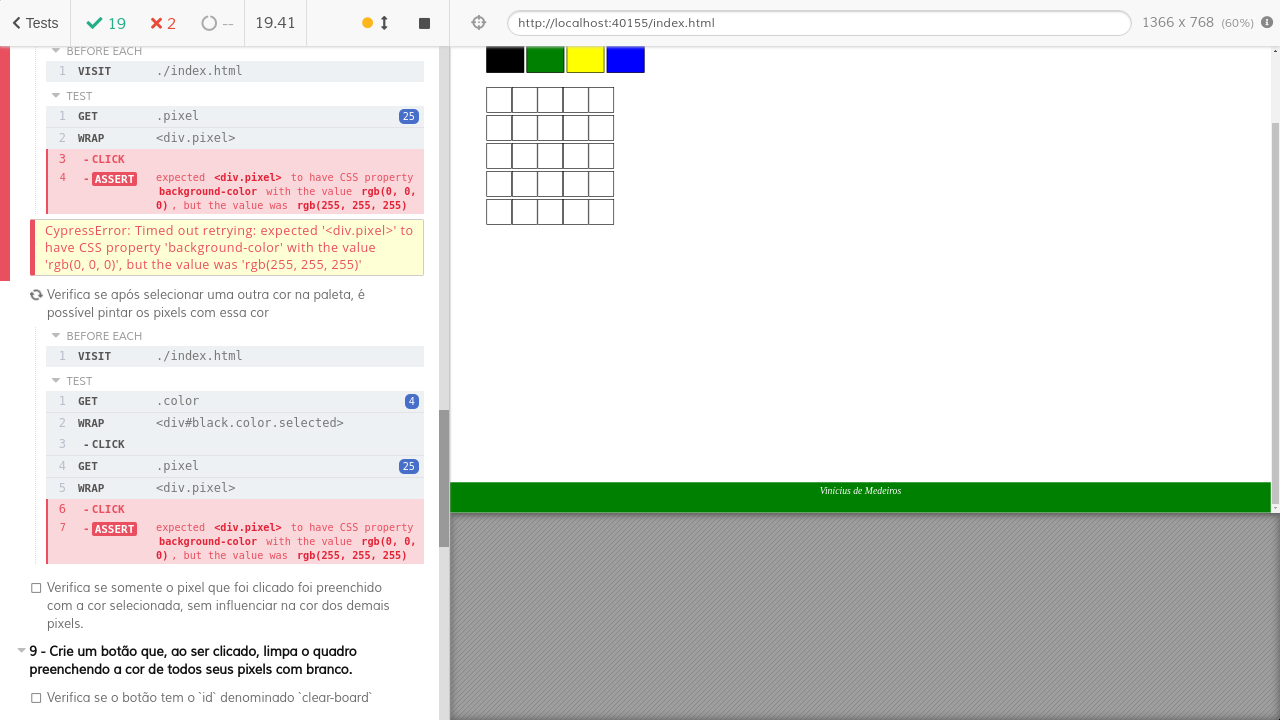 Tests 19 2 -- 19.41 http://localhost:40155/index.html 1366 x 768 (60%)
BEFORE EACH
1 VISIT ./index.html
TEST
1 GET .pixel 25
2 WRAP <div.pixel>
3 - CLICK
4 - ASSERT expected <div.pixel> to have CSS property
background-color with the value rgb(0, 0,
0) , but the value was rgb(255, 255, 255)
CypressError: Timed out retrying: expected '<div.pixel>' to
have CSS property 'background-color' with the value
'rgb(0, 0, 0)', but the value was 'rgb(255, 255, 255)'
Verifica se após selecionar uma outra cor na paleta, é
possível pintar os pixels com essa cor
BEFORE EACH
1 VISIT ./index.html
TEST
1 GET .color 4
2 WRAP <div#black.color.selected>
3 - CLICK
4 GET .pixel 25
5 WRAP <div.pixel>
6 - CLICK
7 - ASSERT expected <div.pixel> to have CSS property
background-color with the value rgb(0, 0,
0) , but the value was rgb(255, 255, 255)
Verifica se somente o pixel que foi clicado foi preenchido
com a cor selecionada, sem influenciar na cor dos demais
pixels.
9 - Crie um botão que, ao ser clicado, limpa o quadro
preenchendo a cor de todos seus pixels com branco.
Verifica se o botão tem o `id` denominado `clear-board`
Vinícius de Medeiros